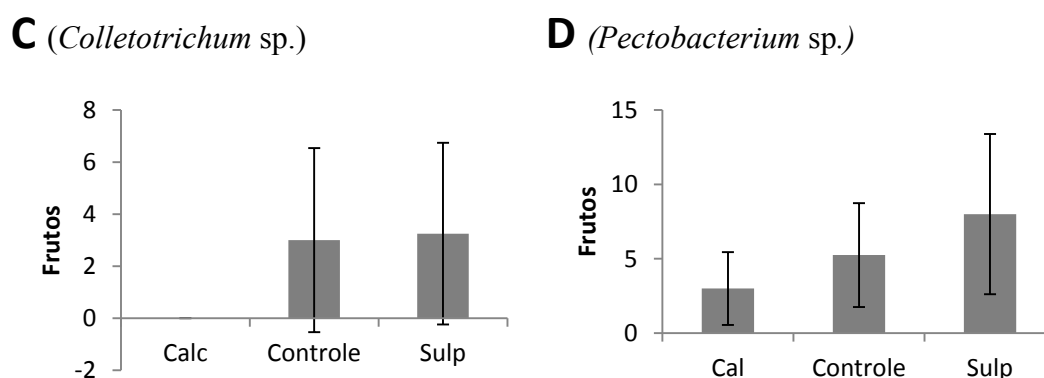 C (Colletotrichum sp.)
Frutos
8
6
4
2
0
-2
Calc Controle Sulp
D (Pectobacterium sp.)
Frutos
15
10
5
0
Cal Controle Sulp